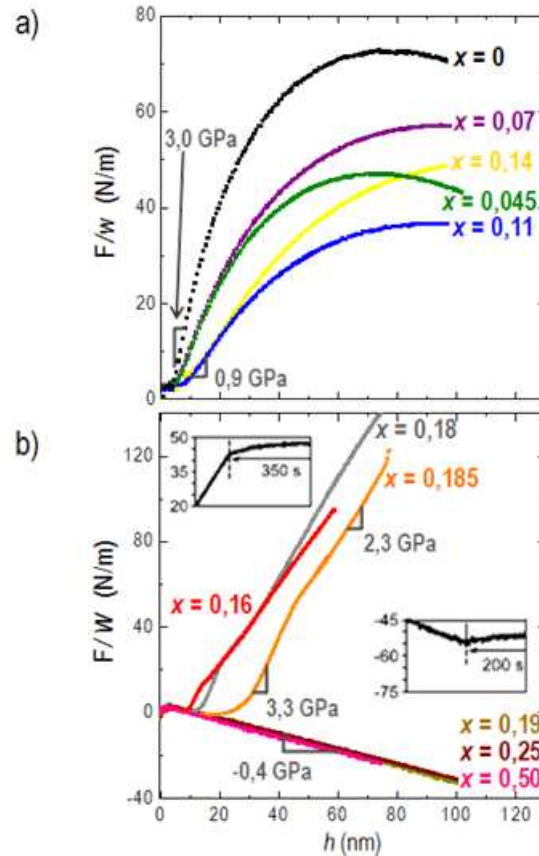 a)
80
60
40
20
0
F/w (N/m)
3,0 GPa
0,9 GPa
x = 0
x = 0,07
x = 0,14
x = 0,045
x = 0,11
b)
120
80
40
0
-40
F/W (N/m)
50
40
30
20
350 s
x = 0,18
x = 0,185
2,3 GPa
x = 0,16
3,3 GPa
-45
-60
-75
200 s
x = 0,19
x = 0,25
x = 0,50
-0,4 GPa
0 20 40 60 80 100 120
h (nm)